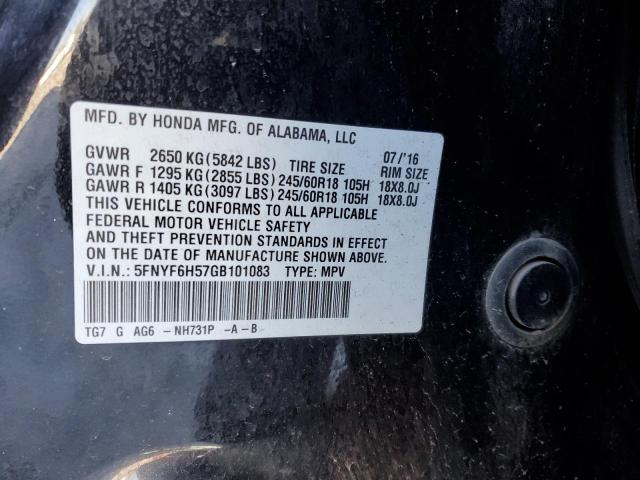 MFD. BY HONDA MFG. OF ALABAMA, LLC
GVWR 2650 KG(5842 LBS) TIRE SIZE 07/'16 RIM SIZE
GAWR F 1295 KG(2855 LBS) 245/60R18 105H 18X8.0J
GAWR R 1405 KG(3097 LBS) 245/60R18 105H 18X8.0J
THIS VEHICLE CONFORMS TO ALL APPLICABLE
FEDERAL MOTOR VEHICLE SAFETY
AND THEFT PREVENTION STANDARDS IN EFFECT
ON THE DATE OF MANUFACTURE SHOWN ABOVE.
V.I.N.: 5FNYF6H57GB101083 TYPE: MPV
TG7 G AG6 -NH731P -A-B